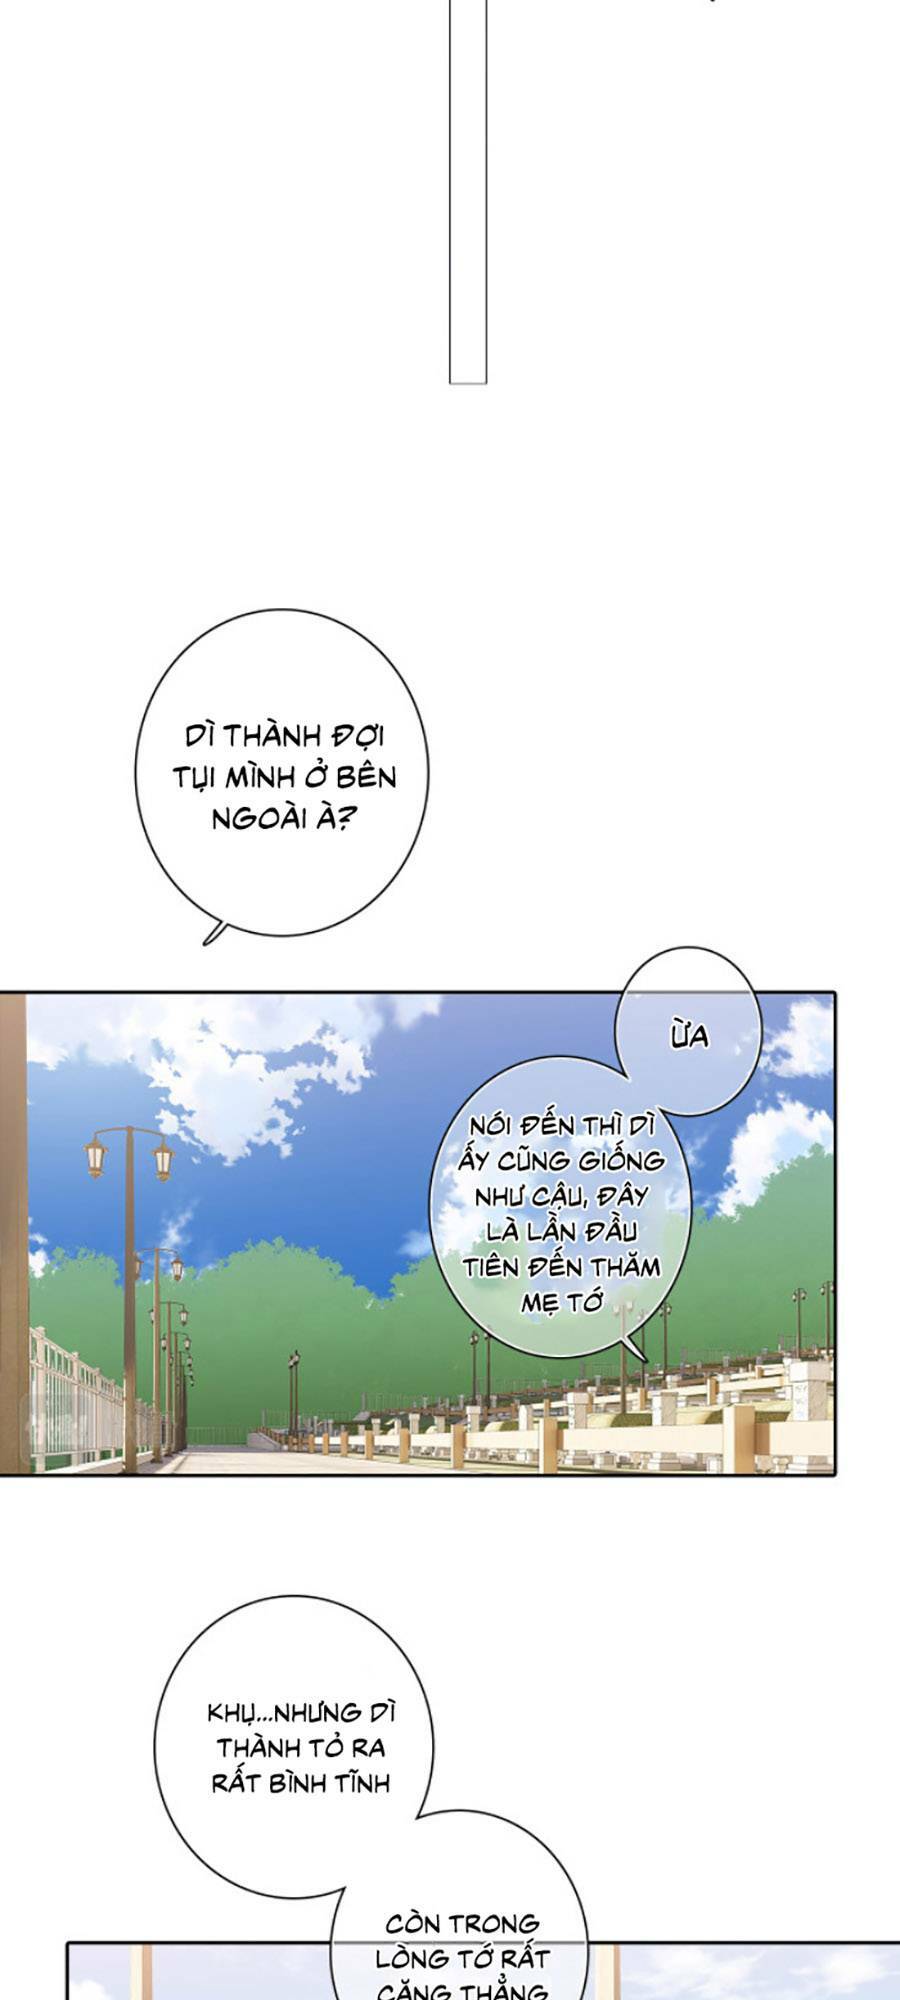 DÌ THÀNH ĐỢI
TỤI MÌNH Ở BÊN
NGOÀI À?
ỪA
NÓI ĐẾN THÌ DÌ
ẤY CŨNG GIỐNG
NHƯ CẬU, ĐÂY
LÀ LẦN ĐẦU
TIÊN ĐẾN THĂM
MẸ TỚ
KHỤ...NHƯNG DÌ
THÀNH TỎ RA
RẤT BÌNH TĨNH
CÒN TRONG
LÒNG TỚ RẤT
CĂNG THẲNG